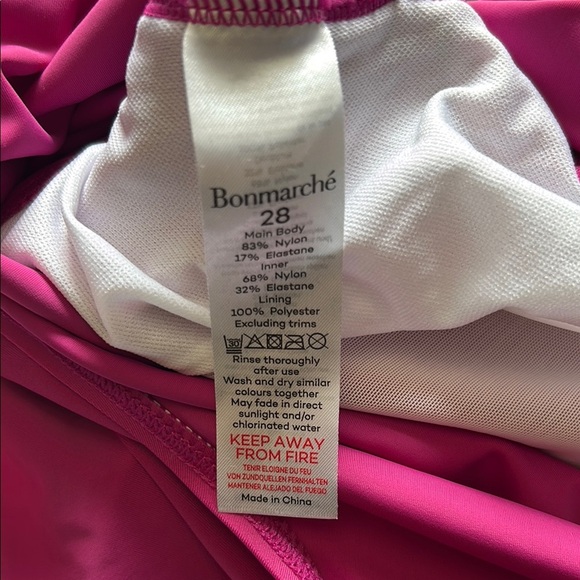 Bonmarché
28
Main Body
83% Nylon
17% Elastane
Inner
68% Nylon
32% Elastane
Lining
100% Polyester
Excluding trims
30
Rinse thoroughly
after use
Wash and dry similar
colours together
May fade in direct
sunlight and/or
chlorinated water
KEEP AWAY
FROM FIRE
TENIR ELOIGNE DU FEU
VON ZUNDQUELLEN FERNHALTEN
MANTENER ALEJADO DEL FUEGO
Made in China